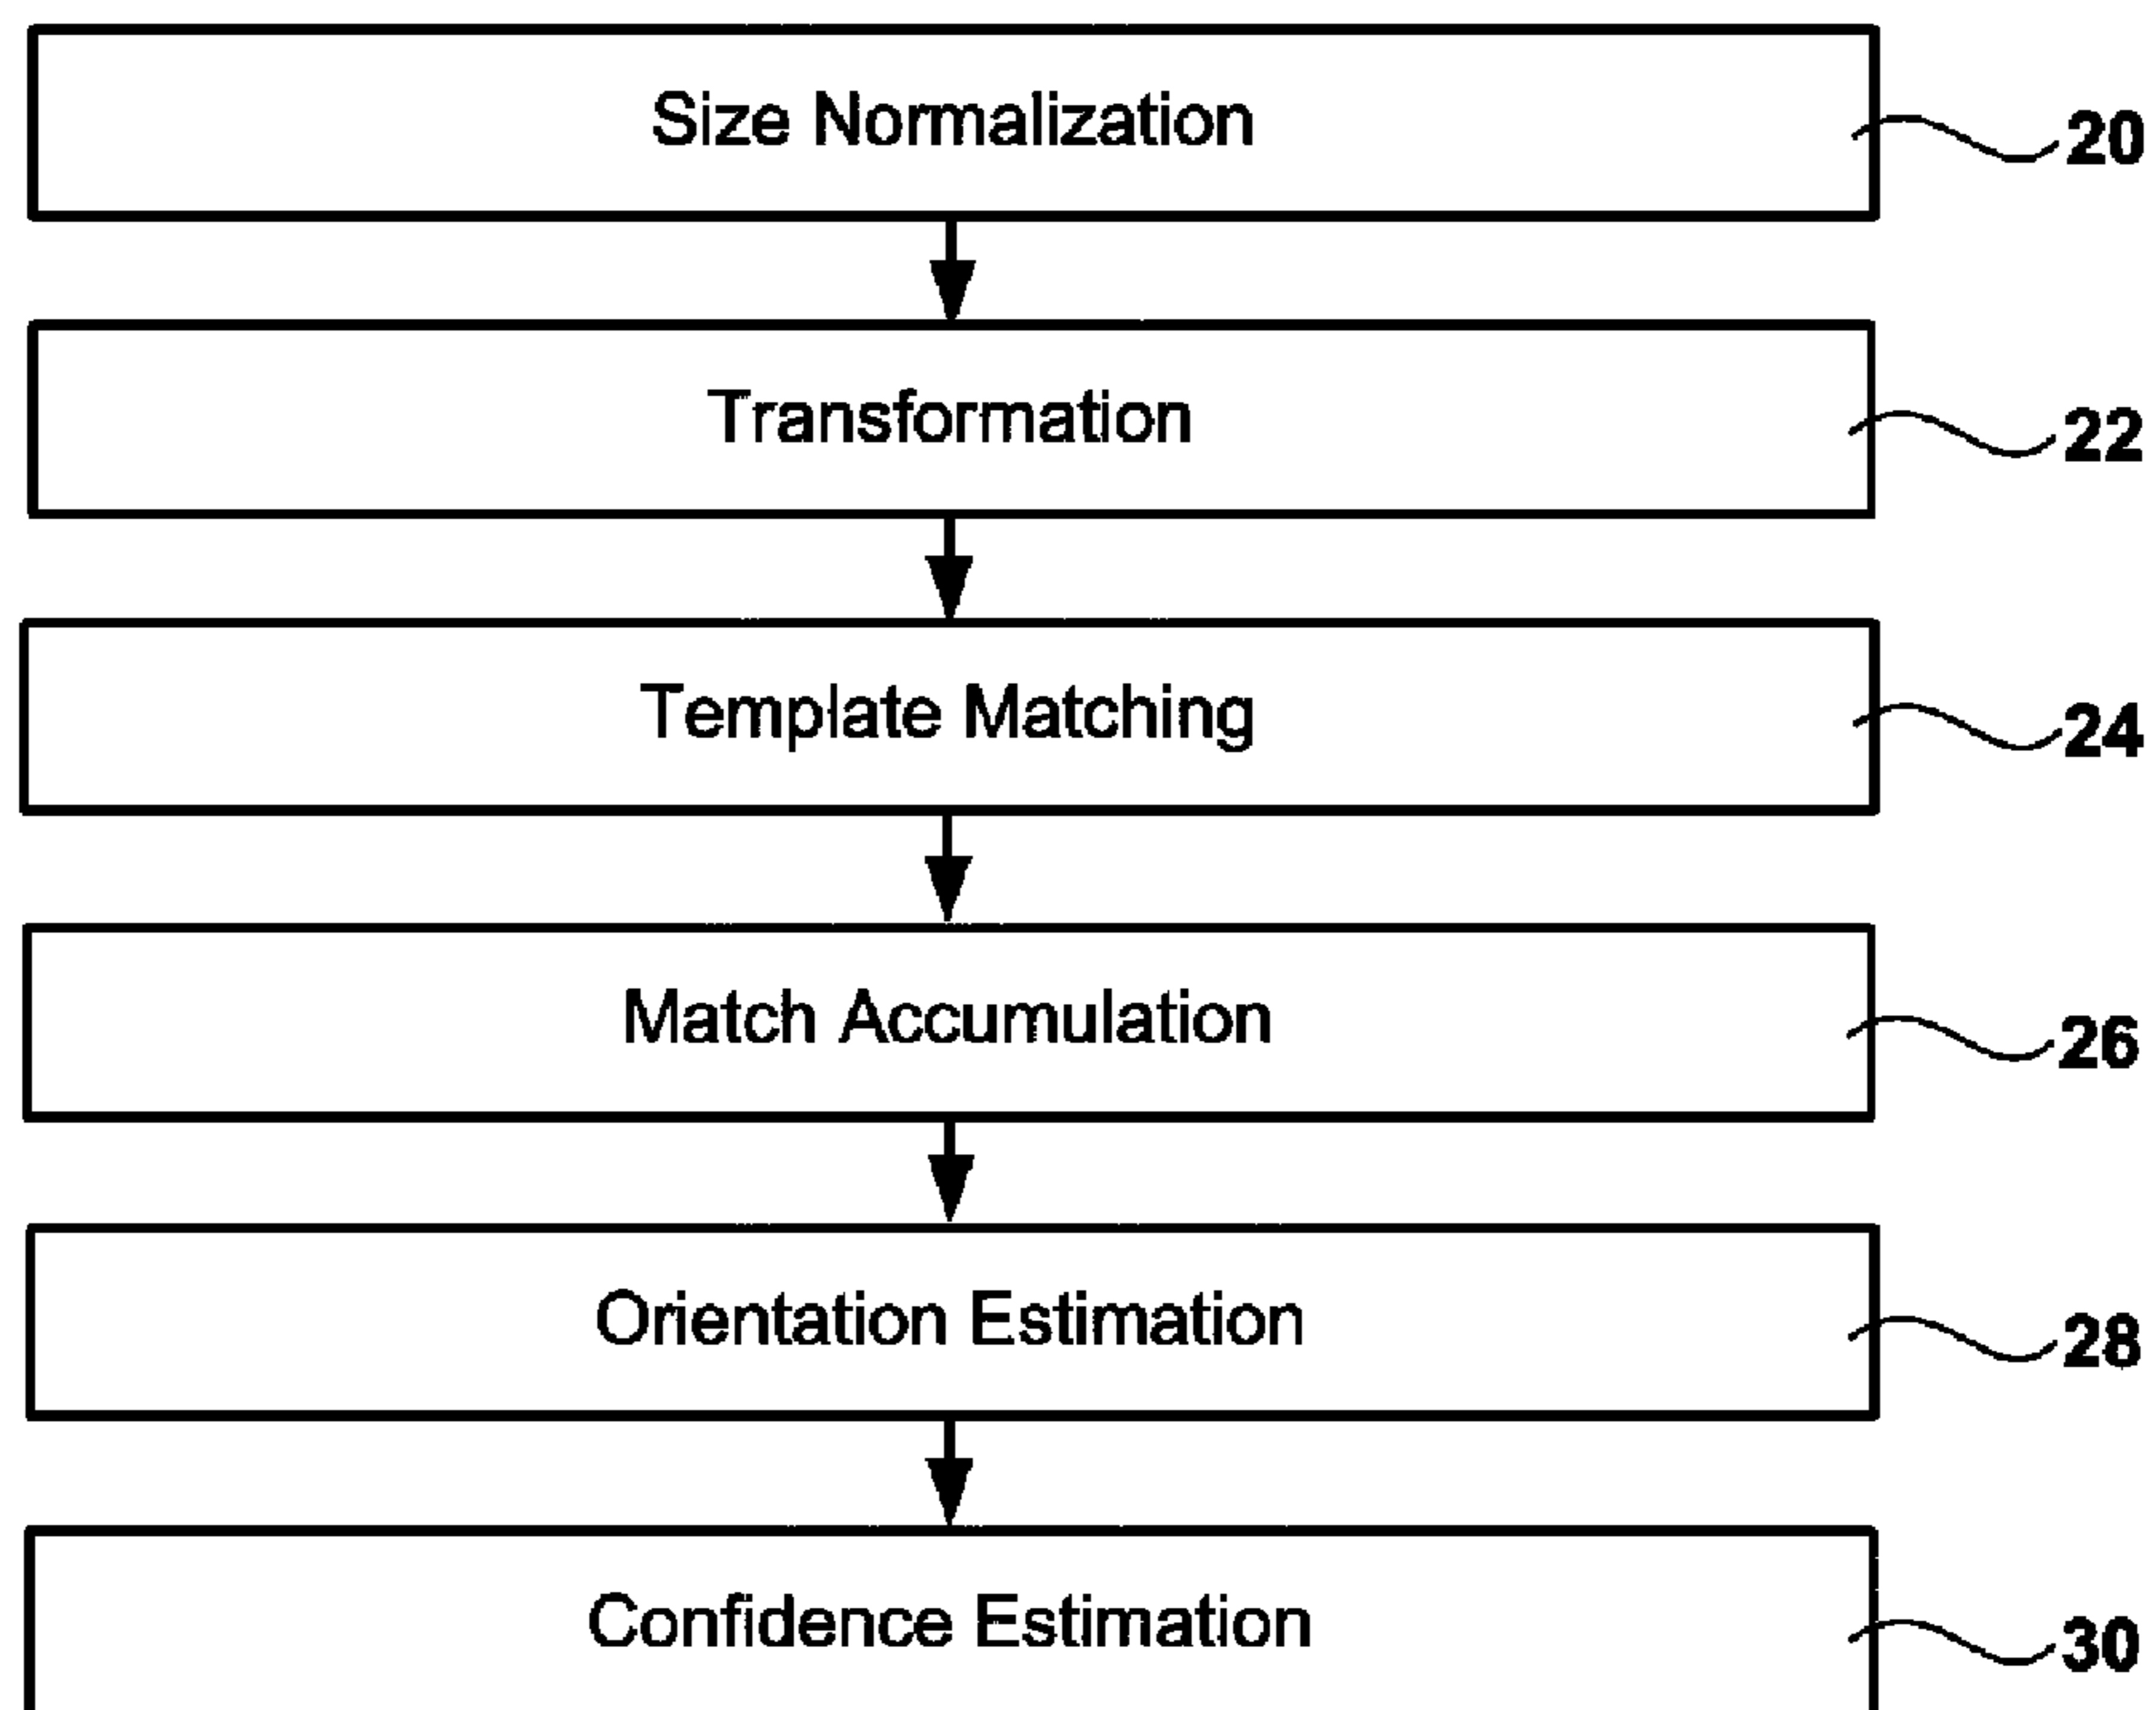 Size Normalization 20
Transformation 22
Template Matching 24
Match Accumulation 26
Orientation Estimation 28
Confidence Estimation 30